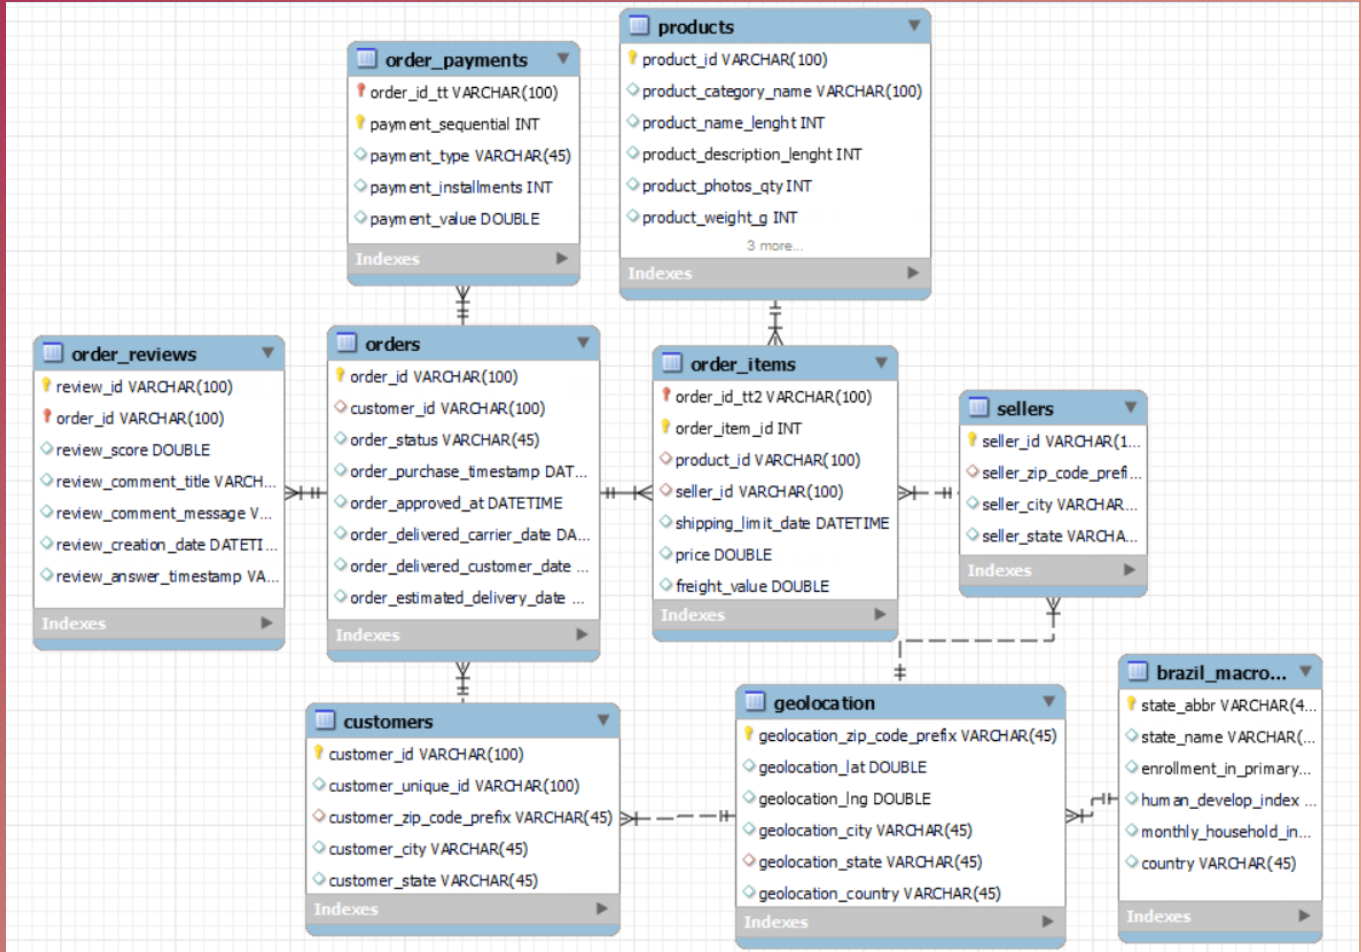 order_payments
order_id_tt VARCHAR(100)
payment_sequential INT
payment_type VARCHAR(45)
payment_installments INT
payment_value DOUBLE
Indexes
products
product_id VARCHAR(100)
product_category_name VARCHAR(100)
product_name_lenght INT
product_description_lenght INT
product_photos_qty INT
product_weight_g INT
3 more...
Indexes
order_reviews
review_id VARCHAR(100)
order_id VARCHAR(100)
review_score DOUBLE
review_comment_title VARCH...
review_comment_message V...
review_creation_date DATETI...
review_answer_timestamp VA...
Indexes
orders
order_id VARCHAR(100)
customer_id VARCHAR(100)
order_status VARCHAR(45)
order_purchase_timestamp DAT...
order_approved_at DATETIME
order_delivered_carrier_date DA...
order_delivered_customer_date ...
order_estimated_delivery_date ...
Indexes
order_items
order_id_tt2 VARCHAR(100)
order_item_id INT
product_id VARCHAR(100)
seller_id VARCHAR(100)
shipping_limit_date DATETIME
price DOUBLE
freight_value DOUBLE
Indexes
sellers
seller_id VARCHAR(1...
seller_zip_code_prefi...
seller_city VARCHAR...
seller_state VARCHA...
Indexes
customers
customer_id VARCHAR(100)
customer_unique_id VARCHAR(100)
customer_zip_code_prefix VARCHAR(45)
customer_city VARCHAR(45)
customer_state VARCHAR(45)
Indexes
geolocation
geolocation_zip_code_prefix VARCHAR(45)
geolocation_lat DOUBLE
geolocation_lng DOUBLE
geolocation_city VARCHAR(45)
geolocation_state VARCHAR(45)
geolocation_country VARCHAR(45)
Indexes
brazil_macro...
state_abbr VARCHAR(4...
state_name VARCHAR(...
enrollment_in_primary...
human_develop_index ...
monthly_household_in...
country VARCHAR(45)
Indexes